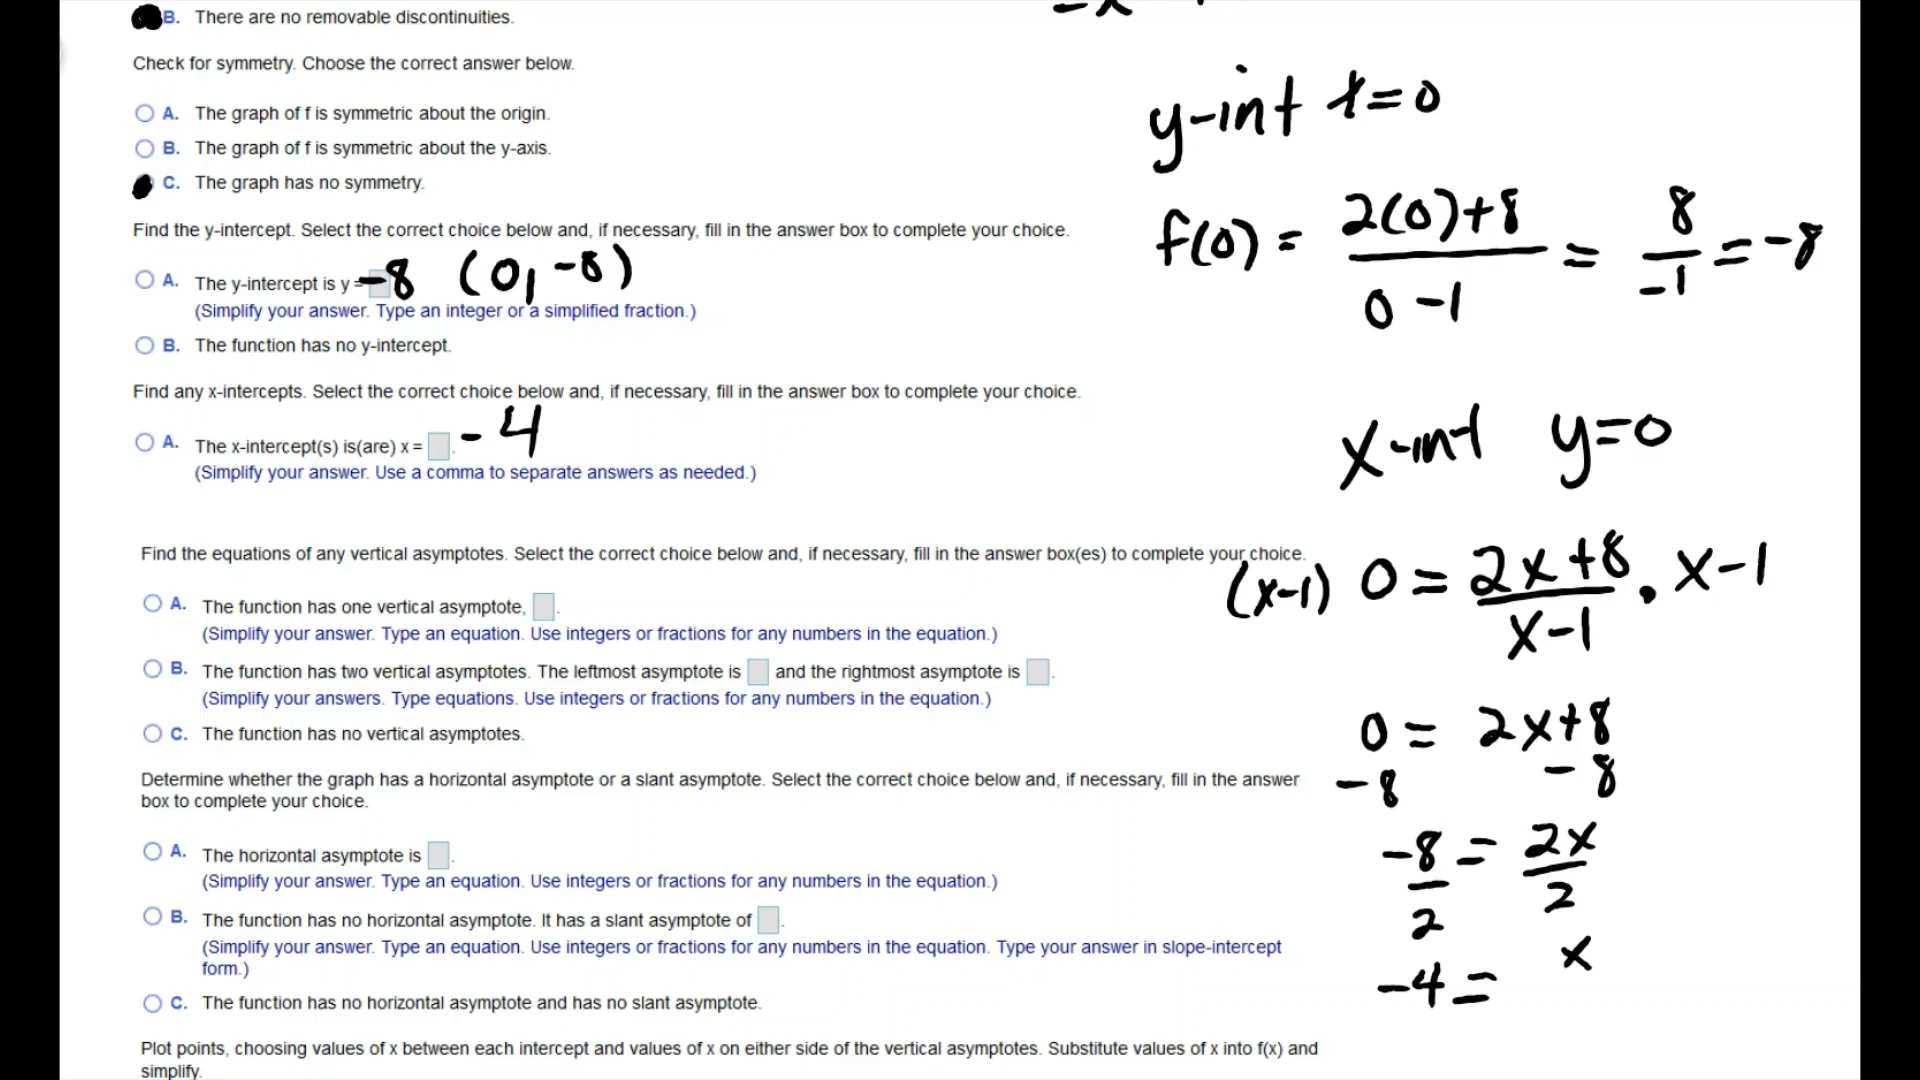 B. There are no removable discontinuities.
- x
Check for symmetry. Choose the correct answer below.
A. The graph of f is symmetric about the origin.
B. The graph of f is symmetric about the y-axis.
C. The graph has no symmetry.
Find the y-intercept. Select the correct choice below and, if necessary, fill in the answer box to complete your choice.
A. The y-intercept is y = -8 (0, -8)
(Simplify your answer. Type an integer or a simplified fraction.)
B. The function has no y-intercept.
Find any x-intercepts. Select the correct choice below and, if necessary, fill in the answer box to complete your choice.
A. The x-intercept(s) is(are) x = . - 4
(Simplify your answer. Use a comma to separate answers as needed.)
Find the equations of any vertical asymptotes. Select the correct choice below and, if necessary, fill in the answer box(es) to complete your choice.
A. The function has one vertical asymptote, .
(Simplify your answer. Type an equation. Use integers or fractions for any numbers in the equation.)
B. The function has two vertical asymptotes. The leftmost asymptote is and the rightmost asymptote is .
(Simplify your answers. Type equations. Use integers or fractions for any numbers in the equation.)
C. The function has no vertical asymptotes.
Determine whether the graph has a horizontal asymptote or a slant asymptote. Select the correct choice below and, if necessary, fill in the answer
box to complete your choice.
A. The horizontal asymptote is .
(Simplify your answer. Type an equation. Use integers or fractions for any numbers in the equation.)
B. The function has no horizontal asymptote. It has a slant asymptote of .
(Simplify your answer. Type an equation. Use integers or fractions for any numbers in the equation. Type your answer in slope-intercept
form.)
C. The function has no horizontal asymptote and has no slant asymptote.
Plot points, choosing values of x between each intercept and values of x on either side of the vertical asymptotes. Substitute values of x into f(x) and
simplify.
y-int x=0
f(0) = 2(0)+8 / 0 -1 = 8 / -1 = -8
x-int y=0
(x-1) 0 = 2x+8 / x-1 · x-1
0 = 2x+8
-8 - 8
-8 / 2 = 2x / 2
-4 = x